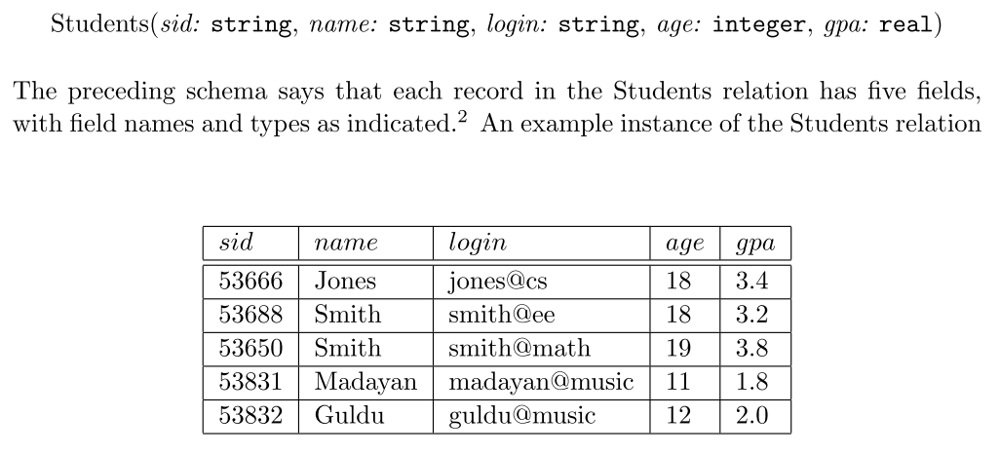 Students(sid: string, name: string, login: string, age: integer, gpa: real)
The preceding schema says that each record in the Students relation has five fields,
with field names and types as indicated.2 An example instance of the Students relation
sid name login age gpa
53666 Jones jones@cs 18 3.4
53688 Smith smith@ee 18 3.2
53650 Smith smith@math 19 3.8
53831 Madayan madayan@music 11 1.8
53832 Guldu guldu@music 12 2.0